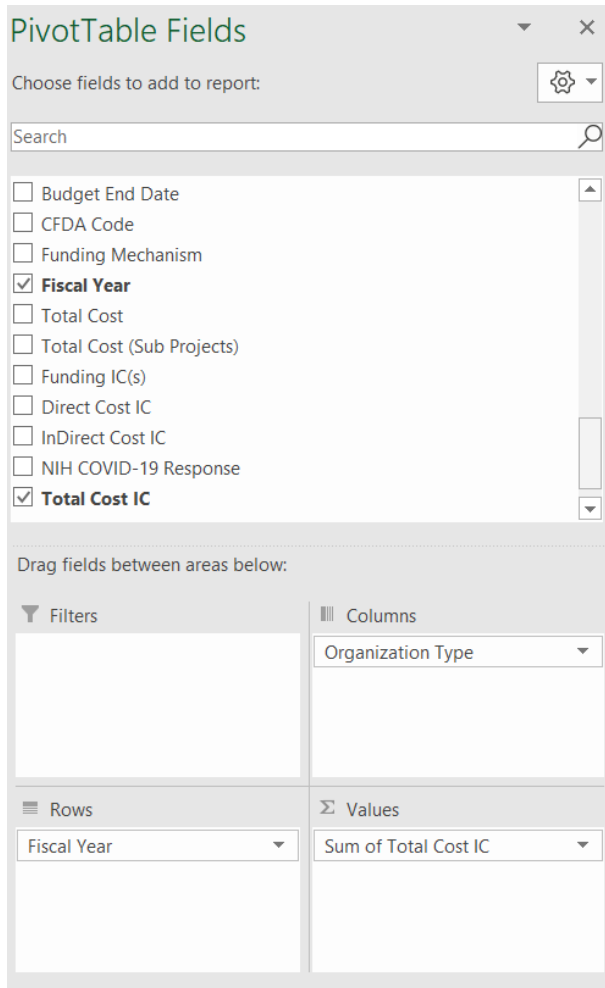 PivotTable Fields
Choose fields to add to report:
Search
Budget End Date
CFDA Code
Funding Mechanism
Fiscal Year
Total Cost
Total Cost (Sub Projects)
Funding IC(s)
Direct Cost IC
InDirect Cost IC
NIH COVID-19 Response
Total Cost IC
Drag fields between areas below:
Filters
Columns
Organization Type
Rows
Fiscal Year
Σ Values
Sum of Total Cost IC